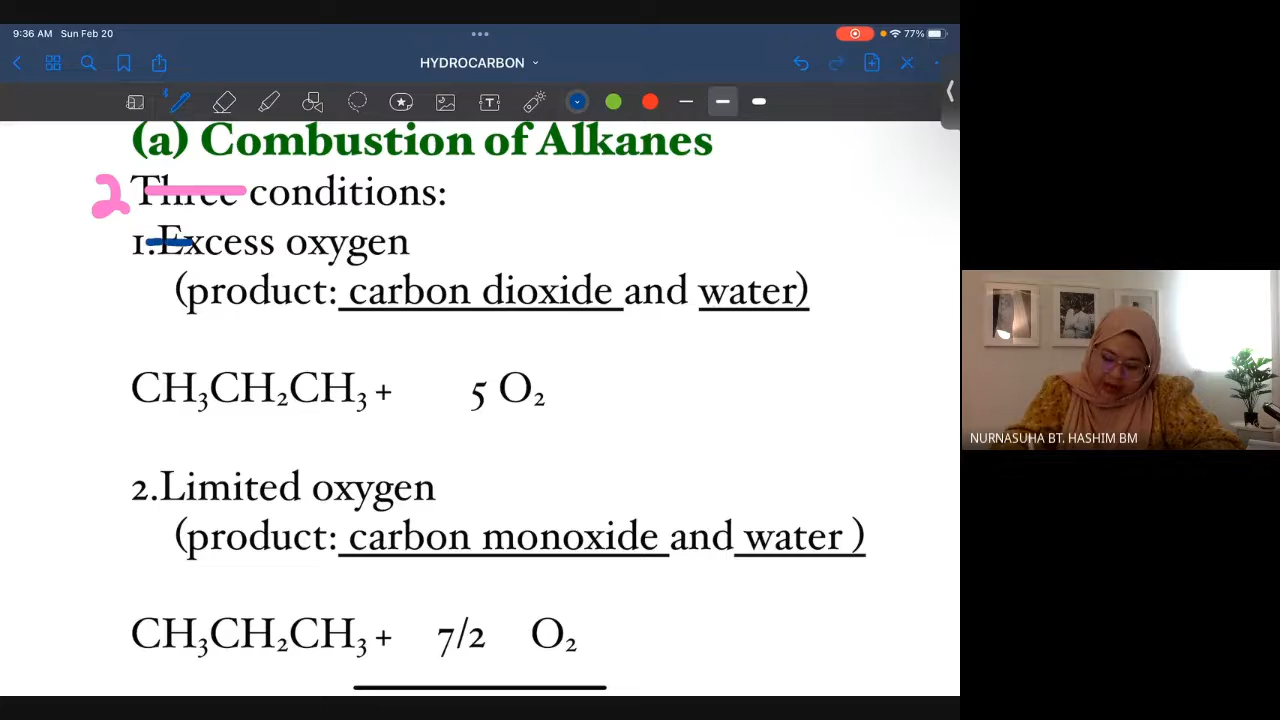 9:36 AM Sun Feb 20
77%
HYDROCARBON
(a) Combustion of Alkanes
2 Three conditions:
1.Excess oxygen
(product: carbon dioxide and water)
CH₃CH₂CH₃ + 5 O₂
2.Limited oxygen
(product: carbon monoxide and water )
CH₃CH₂CH₃ + 7/2 O₂
NURNASUHA BT. HASHIM BM